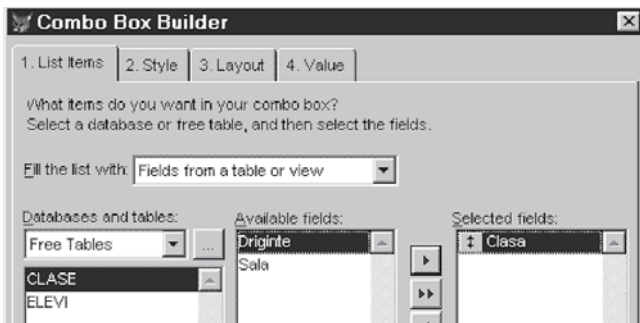 Combo Box Builder
1. List Items 2. Style 3. Layout 4. Value
What items do you want in your combo box?
Select a database or free table, and then select the fields.
Fill the list with: Fields from a table or view
Databases and tables: Available fields: Selected fields:
Free Tables ... Driginte Clasa
Sala
CLASE
ELEVI